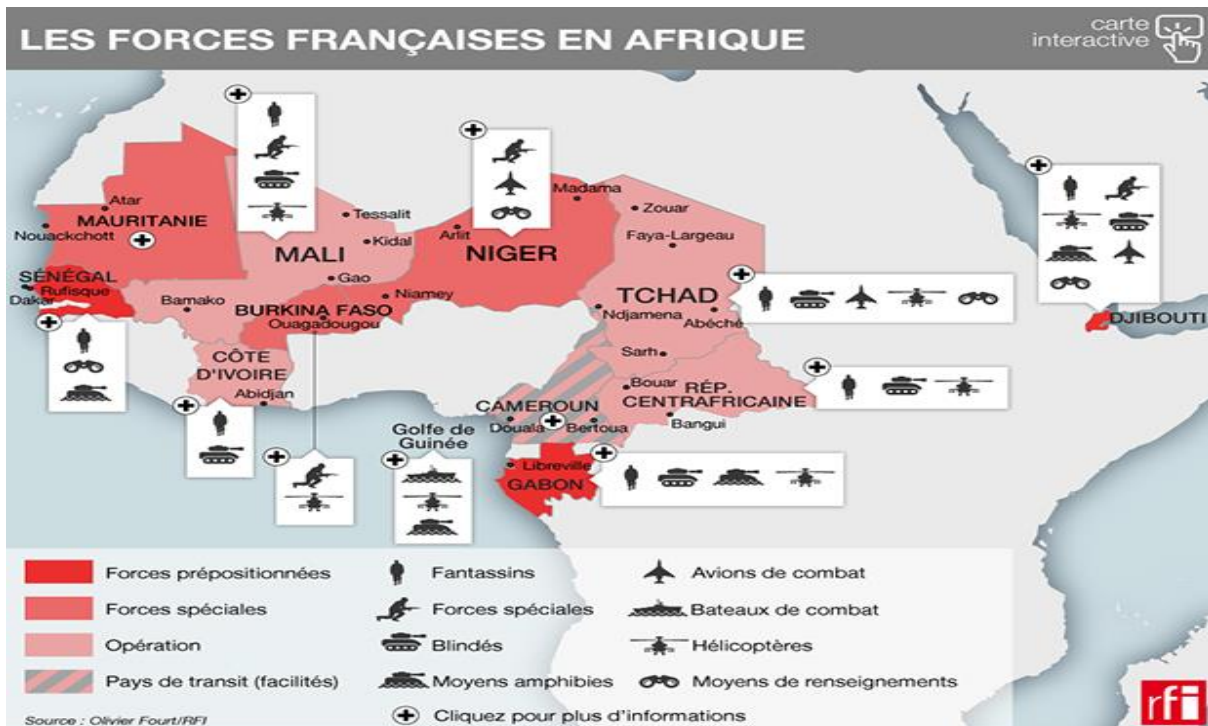 LES FORCES FRANÇAISES EN AFRIQUE
carte
interactive
Atar
MAURITANIE
Nouackchott
Tessalit
Kidal
MALI
Gao
Bamako
SÉNÉGAL
Rufisque
Dakar
Madama
Arlit
NIGER
Niamey
BURKINA FASO
Ouagadougou
CÔTE
D'IVOIRE
Abidjan
Zouar
Faya-Largeau
TCHAD
Ndjamena
Abéché
Sarh
DJIBOUTI
Bouar
RÉP.
CENTRAFRICAINE
Bangui
CAMEROUN
Douala
Bertoua
Golfe de
Guinée
Libreville
GABON
Forces prépositionnées
Forces spéciales
Opération
Pays de transit (facilités)
Fantassins
Forces spéciales
Blindés
Moyens amphibies
Avions de combat
Bateaux de combat
Hélicoptères
Moyens de renseignements
Cliquez pour plus d'informations
Source : Olivier Fourt/RFI
rfi